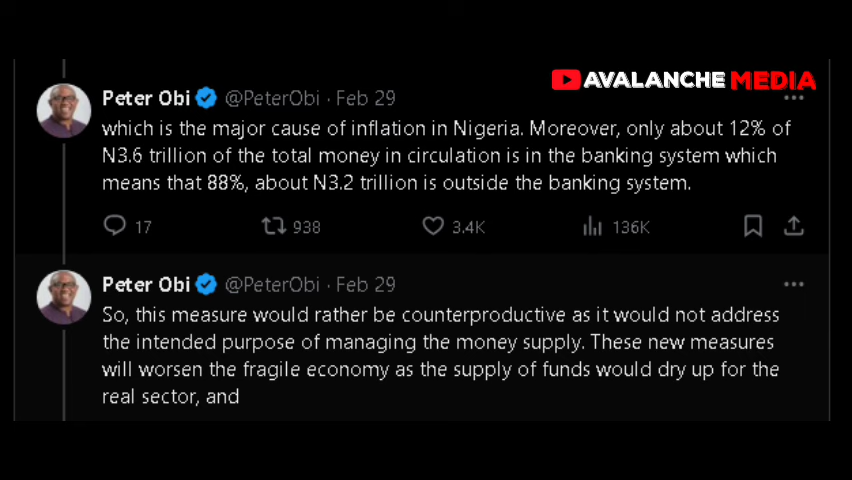 AVALANCHE MEDIA
Peter Obi @PeterObi · Feb 29
which is the major cause of inflation in Nigeria. Moreover, only about 12% of
N3.6 trillion of the total money in circulation is in the banking system which
means that 88%, about N3.2 trillion is outside the banking system.
17 938 3.4K 136K
Peter Obi @PeterObi · Feb 29
So, this measure would rather be counterproductive as it would not address
the intended purpose of managing the money supply. These new measures
will worsen the fragile economy as the supply of funds would dry up for the
real sector, and